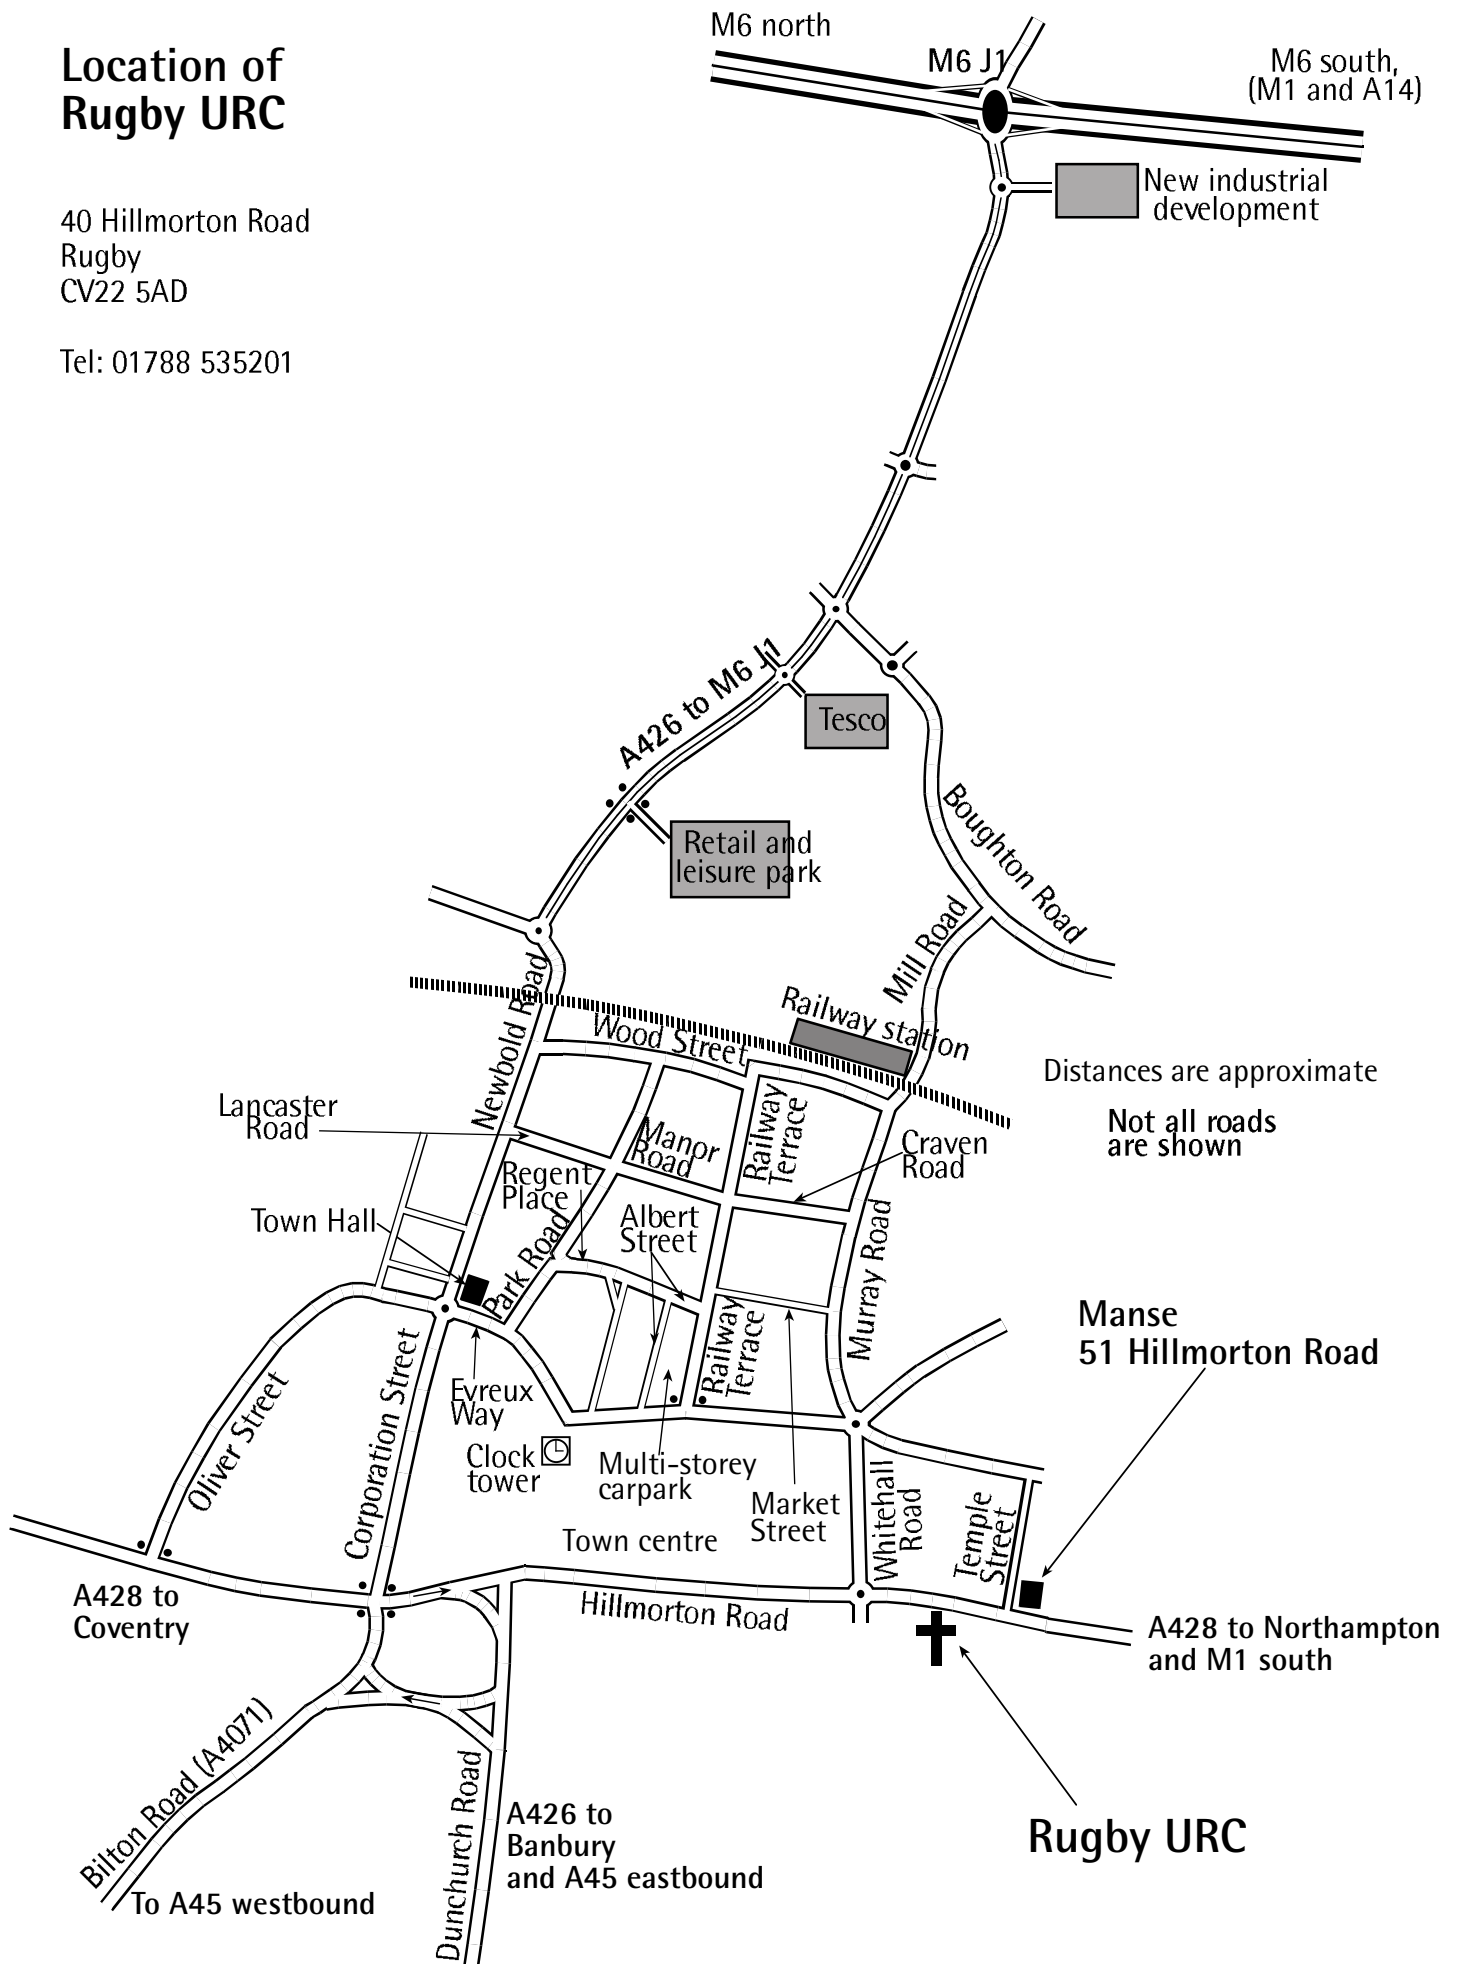 M6 north
M6 J1
M6 south,
(M1 and A14)
Location of
Rugby URC
New industrial
development
40 Hillmorton Road
Rugby
CV22 5AD
Tel: 01788 535201
A426 to M6 J1
Tesco
Boughton Road
Retail and
leisure park
Mill Road
Newbold Road
Railway station
Wood Street
Distances are approximate
Not all roads
are shown
Lancaster
Road
Manor
Road
Railway
Terrace
Craven
Road
Regent
Place
Town Hall
Albert
Street
Park Road
Murray Road
Manse
51 Hillmorton Road
Corporation Street
Oliver Street
Evreux
Way
Railway
Terrace
Clock
tower
Multi-storey
carpark
Market
Street
Whitehall
Road
Temple
Street
Town centre
A428 to
Coventry
Hillmorton Road
A428 to Northampton
and M1 south
Bilton Road (A4071)
Dunchurch Road
A426 to
Banbury
and A45 eastbound
Rugby URC
To A45 westbound